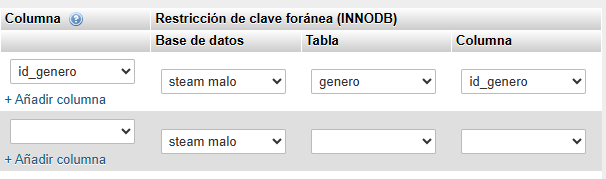 Columna Restricción de clave foránea (INNODB)
Base de datos Tabla Columna
id_genero steam malo genero id_genero
+ Añadir columna
steam malo
+ Añadir columna